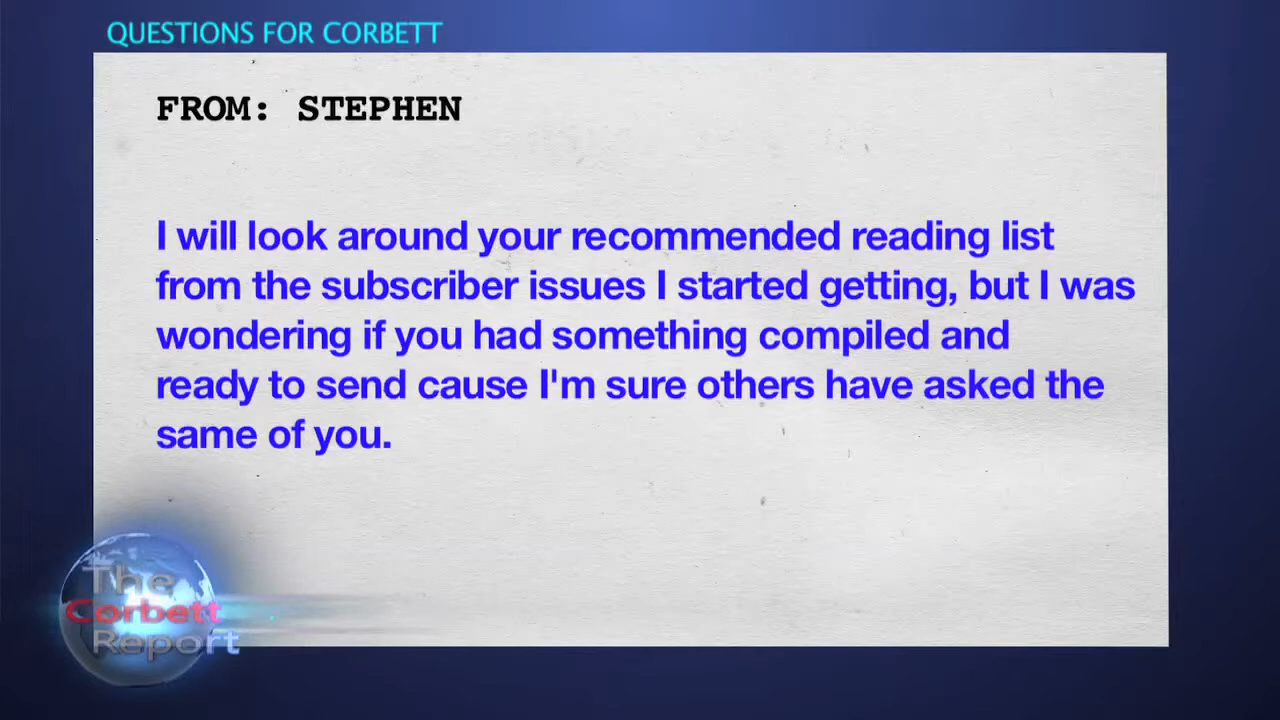 QUESTIONS FOR CORBETT
FROM: STEPHEN
I will look around your recommended reading list
from the subscriber issues I started getting, but I was
wondering if you had something compiled and
ready to send cause I'm sure others have asked the
same of you.
The
Corbett
Report